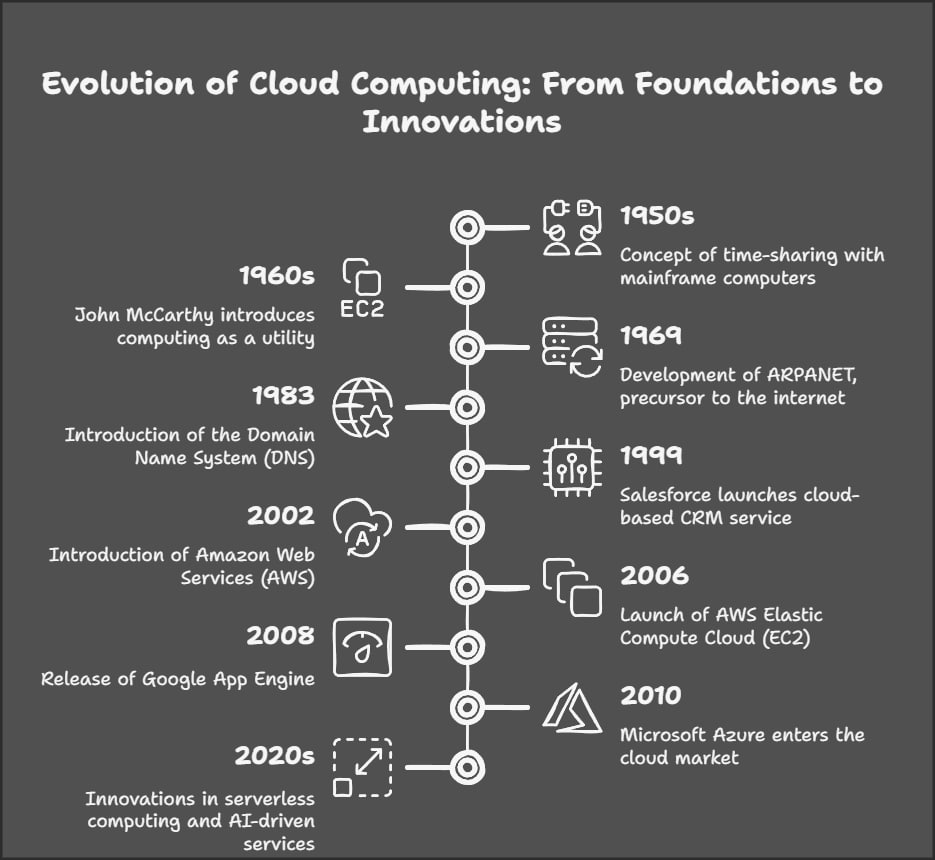 Evolution of Cloud Computing: From Foundations to
Innovations
1950s
Concept of time-sharing with
mainframe computers
1960s
EC2
John McCarthy introduces
computing as a utility
1969
Development of ARPANET,
precursor to the internet
1983
Introduction of the Domain
Name System (DNS)
1999
Salesforce launches cloud-
based CRM service
2002
A
Introduction of Amazon Web
Services (AWS)
2006
Launch of AWS Elastic
Compute Cloud (EC2)
2008
Release of Google App Engine
2010
Microsoft Azure enters the
cloud market
2020s
Innovations in serverless
computing and AI-driven
services